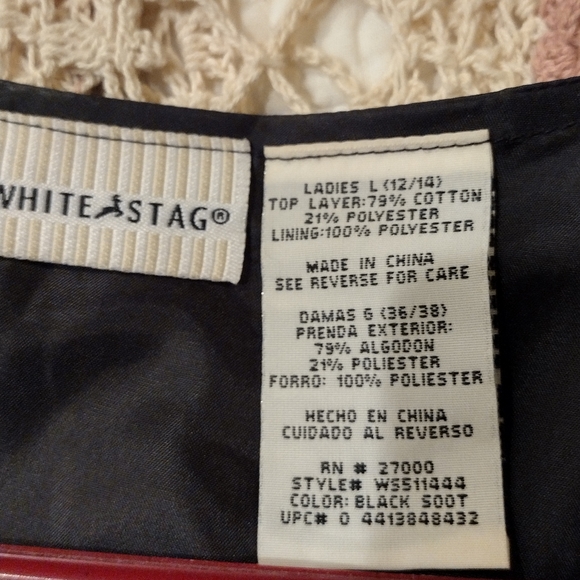 WHITE STAG®
LADIES L (12/14)
TOP LAYER:79% COTTON
21% POLYESTER
LINING:100% POLYESTER
MADE IN CHINA
SEE REVERSE FOR CARE
DAMAS G (36/38)
PRENDA EXTERIOR:
79% ALGODON
21% POLIESTER
FORRO: 100% POLIESTER
HECHO EN CHINA
CUIDADO AL REVERSO
RN # 27000
STYLE# WS511444
COLOR: BLACK SOOT
UPC# 0 4413848432